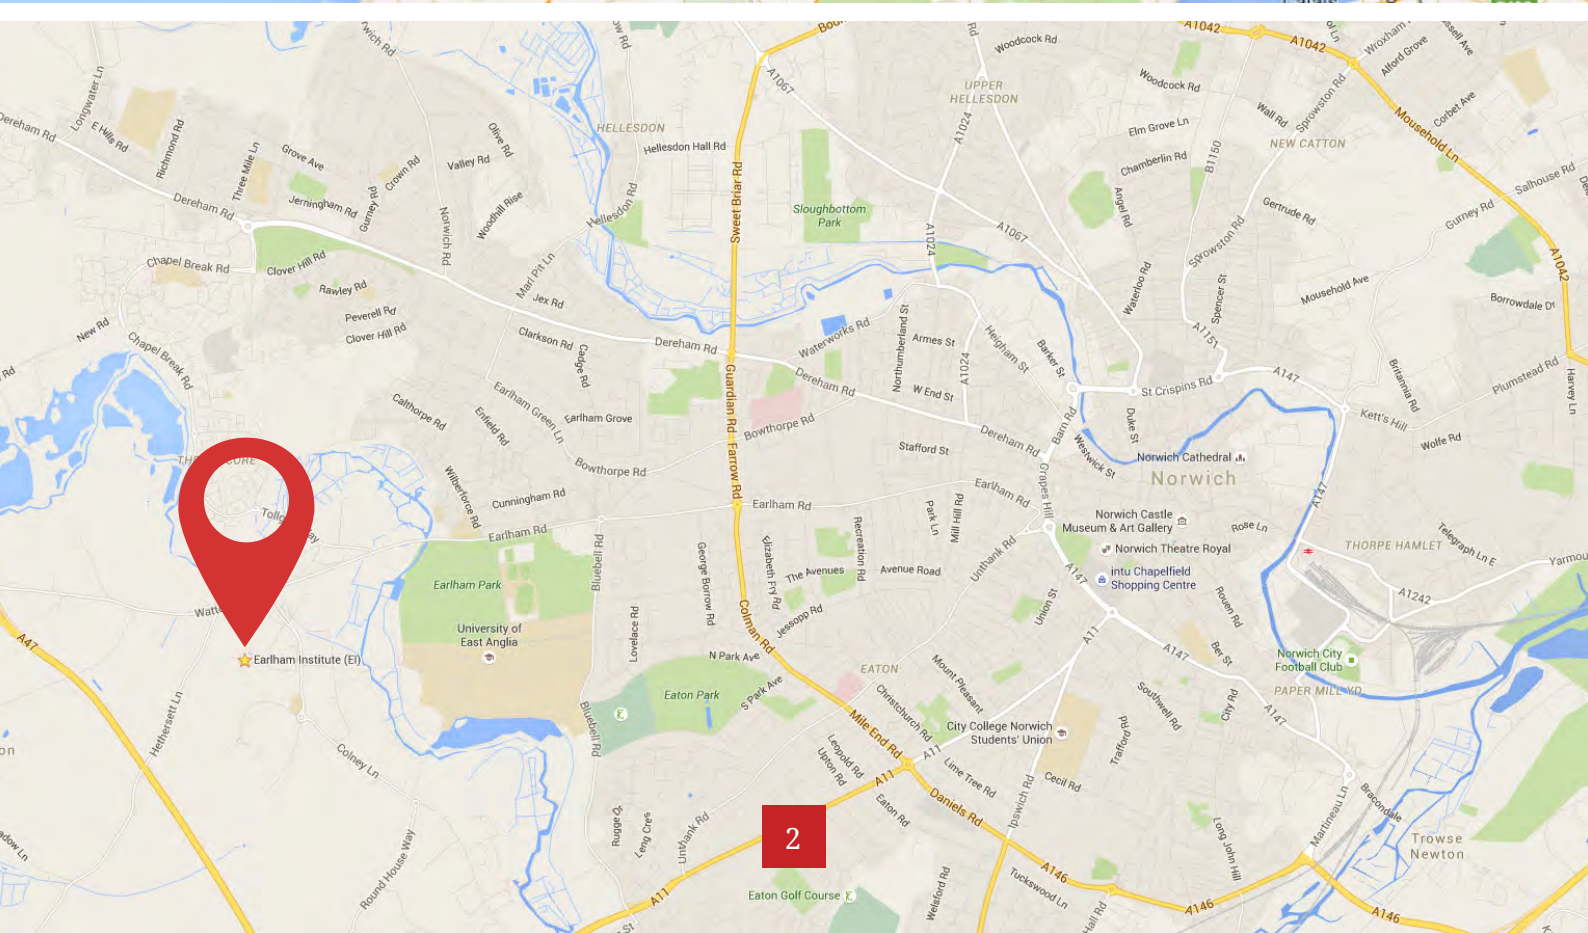 A1042
A1042
Woodcock Rd
Wroxham
Alford Grove
A1067
UPPER
HELLESDON
Woodcock Rd
Longwater Ln
Dereham Rd
E Hills Rd
Richmond Rd
Three Mile Ln
Grove Ave
Crown Rd
Valley Rd
Olive Rd
HELLESDON
Hellesdon Hall Rd
A1024
Elm Grove Ln
Wall Rd
Sprowston Rd
Corbet Ave
Mousehold Ln
NEW CATTON
Chamberlin Rd
B1150
Salhouse Rd
Dereham Rd
Jerningham Rd
Gurney Rd
Norwich Rd
Woodhill Rise
Hellesdon Rd
Sweet Briar Rd
Sloughbottom
Park
A1024
A1067
Angel Rd
Gertrude Rd
Gurney Rd
Sprowston Rd
A1042
Chapel Break Rd
Clover Hill Rd
Rawley Rd
Marl Pit Ln
Jex Rd
Waterloo Rd
Spencer St
Mousehold Ave
Borrowdale Dr
New Rd
Chapel Break Rd
Peverell Rd
Clover Hill Rd
Clarkson Rd
Cadge Rd
Dereham Rd
Waterworks Rd
Northumberland St
Armes St
A1024
Heigham St
Barker St
A1151
Guardian Rd
Dereham Rd
W End St
St Crispins Rd
A147
Britannia Rd
Plumstead Rd
Harvey Ln
Calthorpe Rd
Enfield Rd
Earlham Green Ln
Earlham Grove
Bowthorpe Rd
Farrow Rd
Bowthorpe Rd
Stafford St
Dereham Rd
Barn Rd
Duke St
Westwick St
Kett's Hill
Wolfe Rd
Norwich Cathedral
Norwich
Wilberforce Rd
Cunningham Rd
Earlham Rd
Earlham Rd
Earlham Rd
Grapes Hill
A147
Park Ln
Mill Hill Rd
Norwich Castle
Museum & Art Gallery
Rose Ln
Norwich Theatre Royal
THORPE HAMLET
Telegraph Ln E
Bluebell Rd
George Borrow Rd
Elizabeth Fry Rd
The Avenues
Recreation Rd
Avenue Road
Unthank Rd
A147
intu Chapelfield
Shopping Centre
Earlham Park
A1242
University of
East Anglia
Lovelace Rd
Colman Rd
Jessopp Rd
Union St
Rouen Rd
A11
A147
Ber St
A47
Earlham Institute (EI)
N Park Ave
EATON
Norwich City
Football Club
Eaton Park
S Park Ave
Christchurch Rd
Mount Pleasant
Southwell Rd
City Rd
PAPER MILL YD
A147
Hethersett Ln
Bluebell Rd
Mile End Rd
City College Norwich
Students' Union
Trafford Rd
Colney Ln
Leopold Rd
Upton Rd
A11
A11
Lime Tree Rd
Cecil Rd
Eaton Rd
Daniels Rd
Ipswich Rd
Martineau Ln
Bracondale
Rugge Dr
Leng Cres
Unthank Rd
2
Long John Hill
Trowse
Newton
Round House Way
A11
Eaton Golf Course
Welsford Rd
A146
Tuckswood Ln
A146
A146